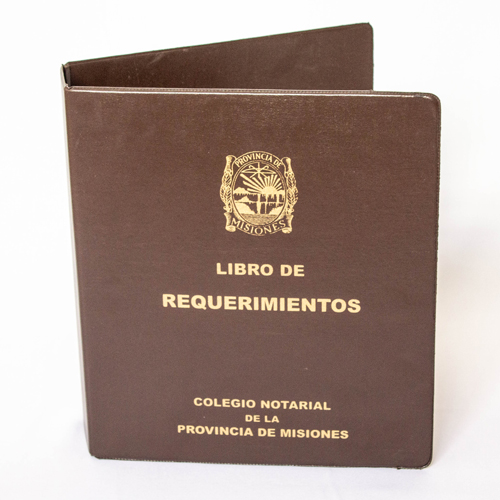 PROVINCIA DE
MISIONES
LIBRO DE
REQUERIMIENTOS
COLEGIO NOTARIAL
DE LA
PROVINCIA DE MISIONES